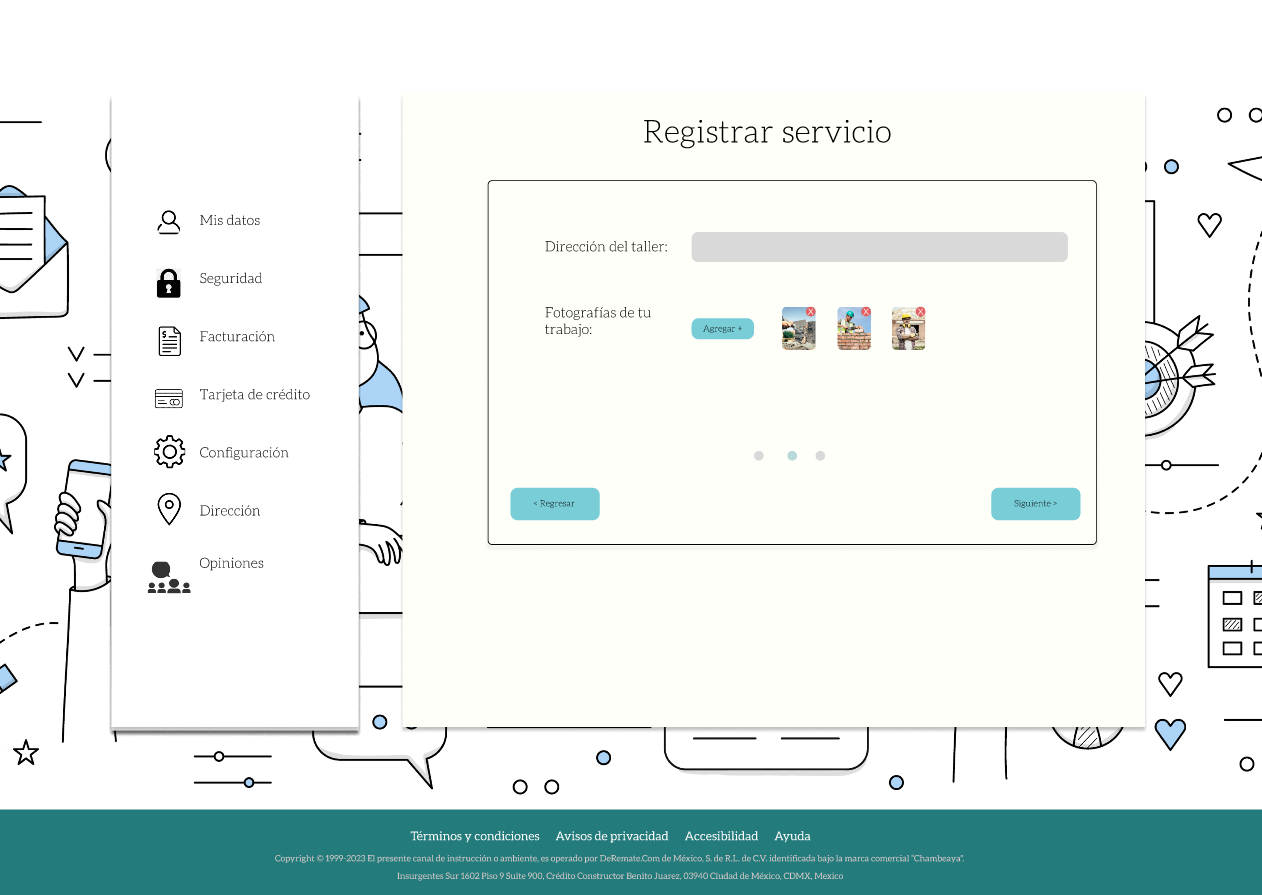 Registrar servicio
Mis datos
Seguridad
Facturación
Tarjeta de crédito
Configuración
Dirección
Opiniones
Dirección del taller:
Fotografías de tu
trabajo:
Agregar +
X
X
X
< Regresar
Siguiente >
Términos y condiciones Avisos de privacidad Accesibilidad Ayuda
Copyright © 1999-2023 El presente canal de instrucción o ambiente, es operado por DeRemate.Com de México, S. de R.L. de C.V. identificada bajo la marca comercial "Chambeaya".
Insurgentes Sur 1602 Piso 9 Suite 900, Crédito Constructor Benito Juarez, 03940 Ciudad de México, CDMX, Mexico